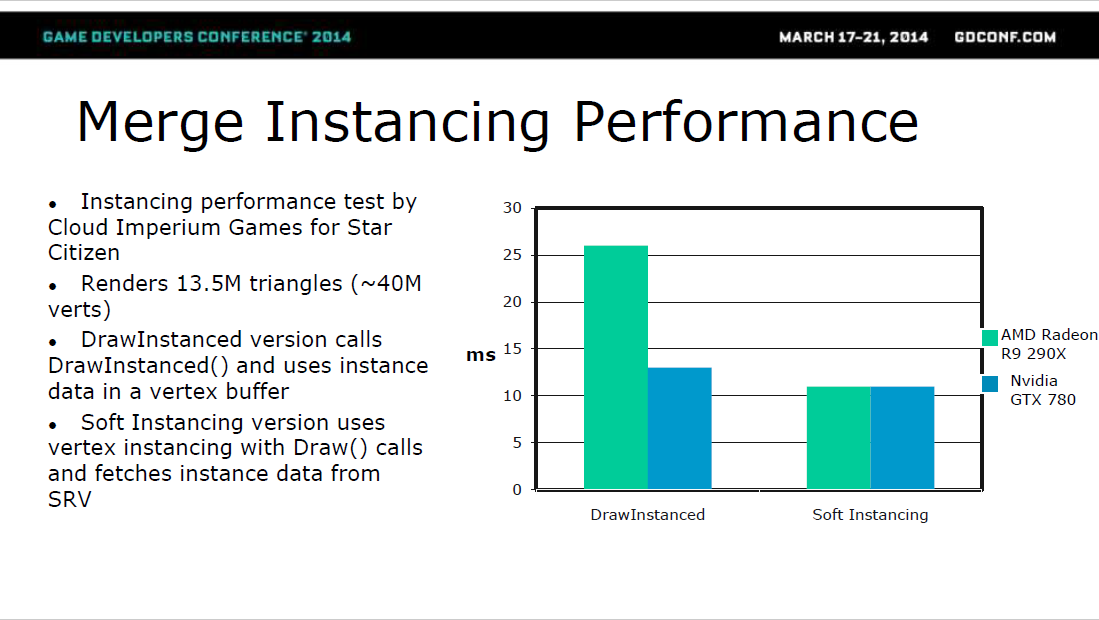 GAME DEVELOPERS CONFERENCE® 2014
MARCH 17-21, 2014 GDCONF.COM
Merge Instancing Performance
• Instancing performance test by
Cloud Imperium Games for Star
Citizen
• Renders 13.5M triangles (~40M
verts)
• DrawInstanced version calls
DrawInstanced() and uses instance
data in a vertex buffer
• Soft Instancing version uses
vertex instancing with Draw() calls
and fetches instance data from
SRV
ms
30
25
20
15
10
5
0
DrawInstanced
Soft Instancing
AMD Radeon
R9 290X
Nvidia
GTX 780